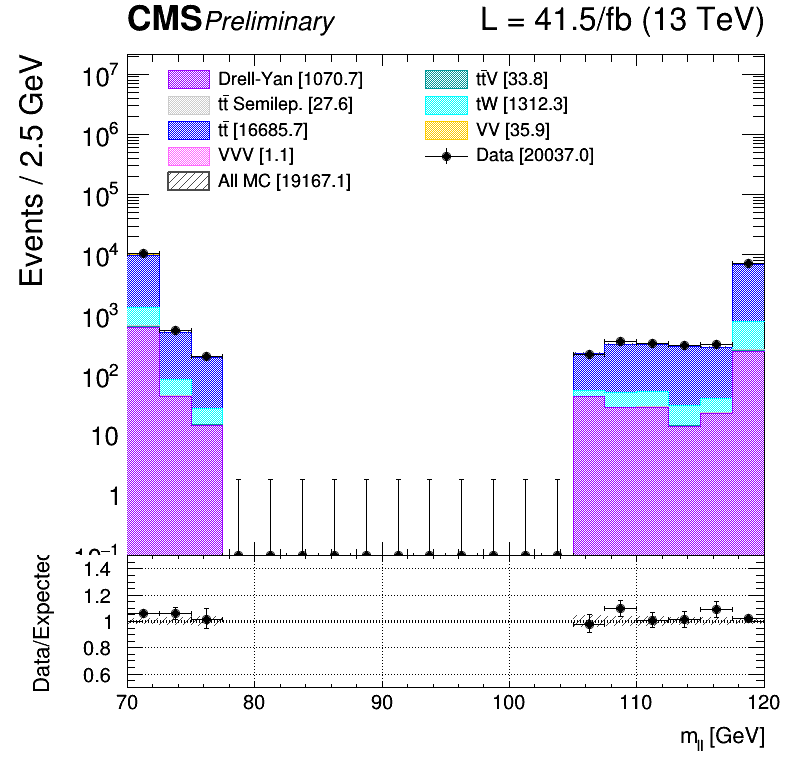 CMS Preliminary L = 41.5/fb (13 TeV)
Events / 2.5 GeV
10⁷
10⁶
10⁵
10⁴
10³
10²
10
1
10⁻¹
Drell-Yan [1070.7]
tt̄ Semilep. [27.6]
tt̄ [16685.7]
VVV [1.1]
All MC [19167.1]
tt̄V [33.8]
tW [1312.3]
VV [35.9]
Data [20037.0]
Data/Expected
1.4
1.2
1
0.8
0.6
70 80 90 100 110 120
m_ll [GeV]